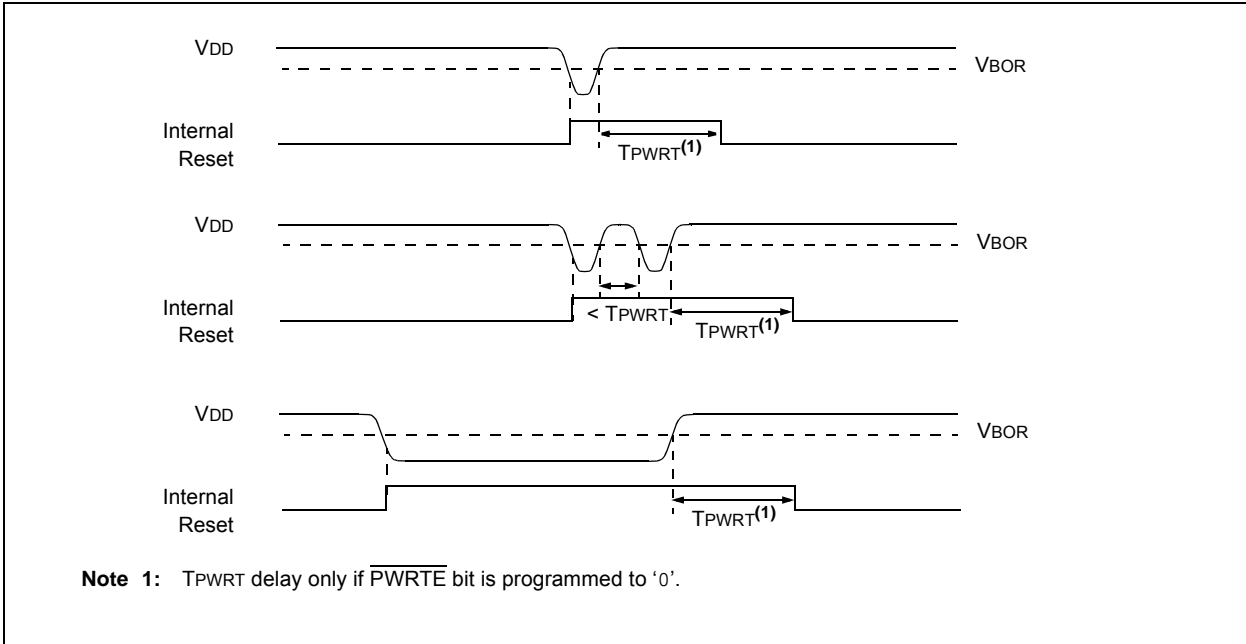 VDD
VBOR
Internal
Reset
TPWRT(1)
VDD
VBOR
Internal
Reset
< TPWRT
TPWRT(1)
VDD
VBOR
Internal
Reset
TPWRT(1)
Note 1: TPWRT delay only if PWRTE bit is programmed to ‘0’.